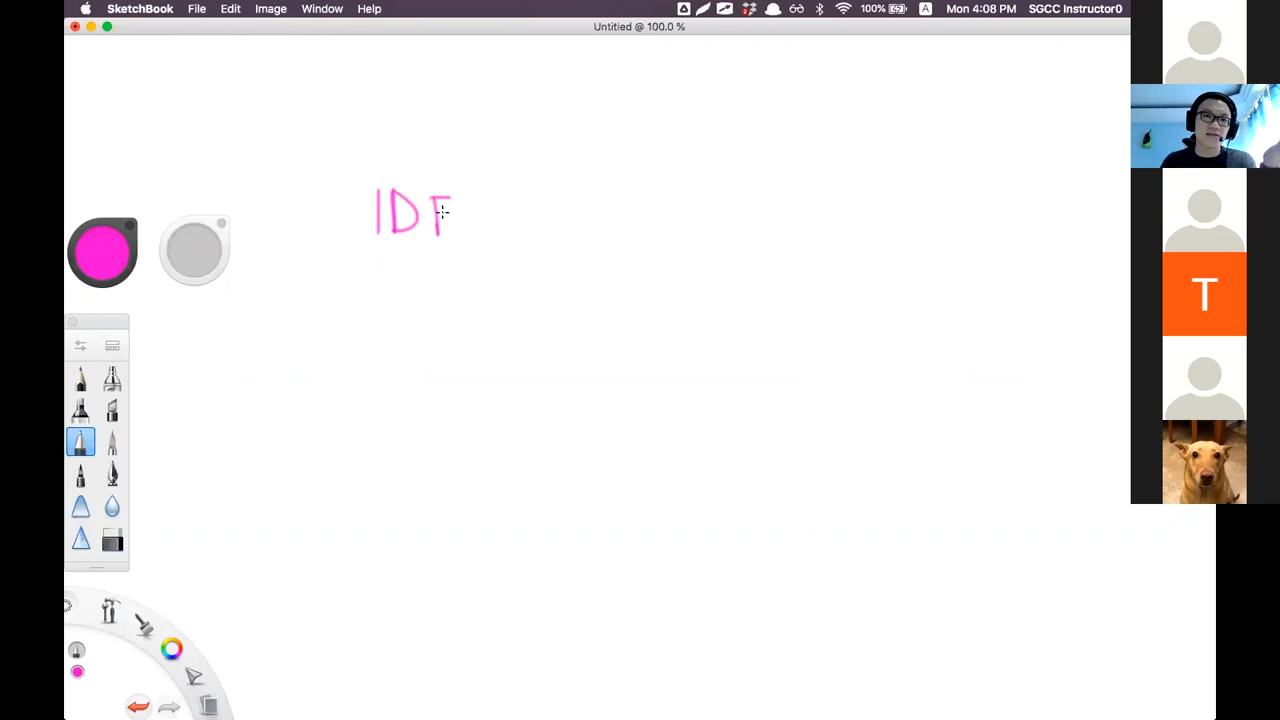 SketchBook File Edit Image Window Help 100% A Mon 4:08 PM SGCC Instructor0
Untitled @ 100.0 %
IDF
T